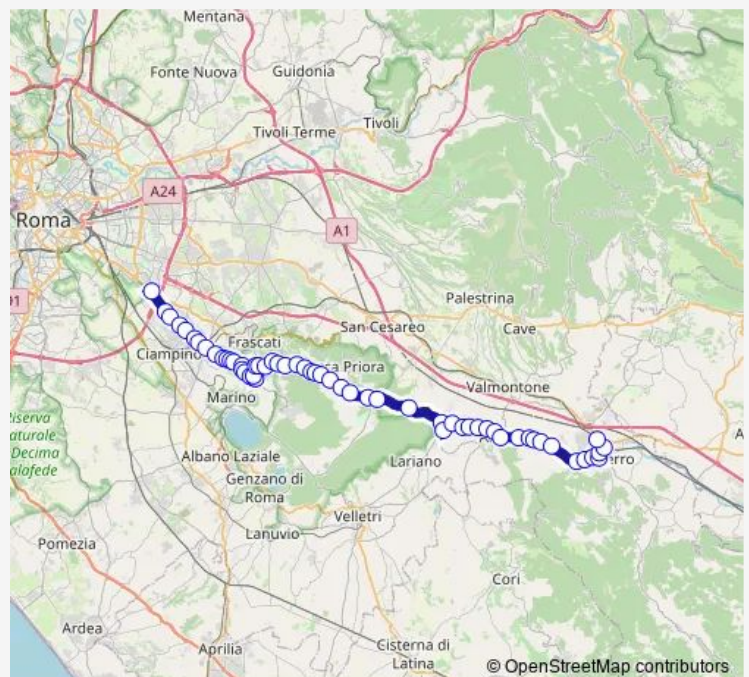 Mentana
Fonte Nuova
Guidonia
Tivoli Terme
Tivoli
A24
Roma
A1
91
Palestrina
San Cesareo
Cave
Frascati
Ciampino
Priora
Valmontone
Marino
Riserva
Naturale
Decima
Albano Laziale
Lariano
Genzano di
Roma
Velletri
Lanuvio
Pomezia
Cori
Ardea
Aprilia
Cisterna di
Latina
© OpenStreetMap contributors